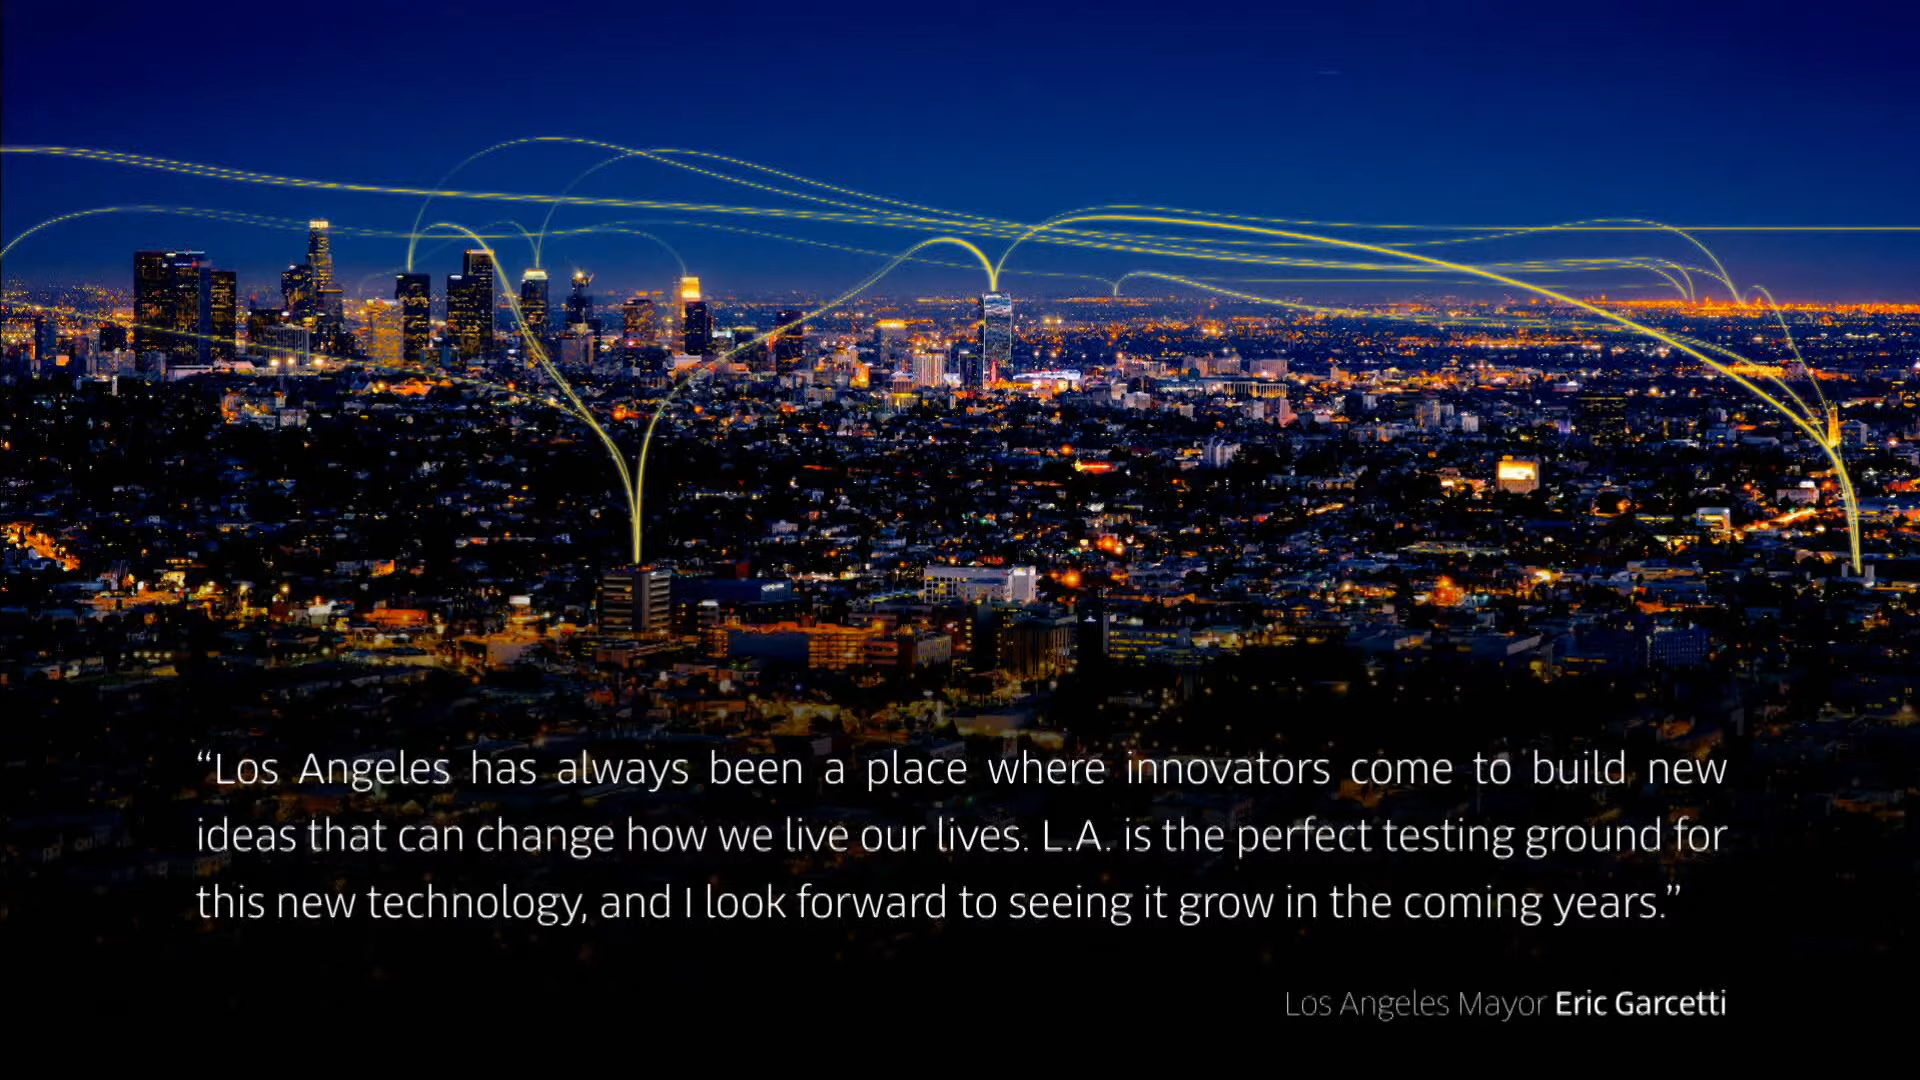 “Los Angeles has always been a place where innovators come to build new
ideas that can change how we live our lives. L.A. is the perfect testing ground for
this new technology, and I look forward to seeing it grow in the coming years.”
Los Angeles Mayor Eric Garcetti